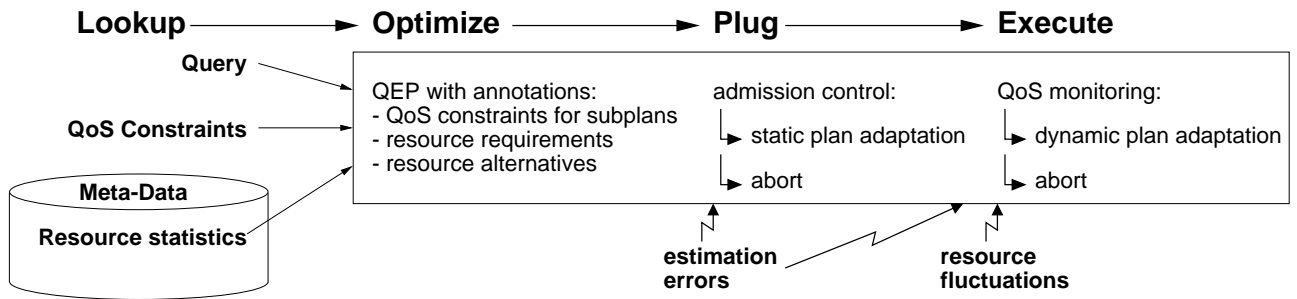 Lookup Optimize Plug Execute
Query
QoS Constraints
Meta-Data
Resource statistics
QEP with annotations:
- QoS constraints for subplans
- resource requirements
- resource alternatives
admission control:
static plan adaptation
abort
QoS monitoring:
dynamic plan adaptation
abort
estimation
errors
resource
fluctuations